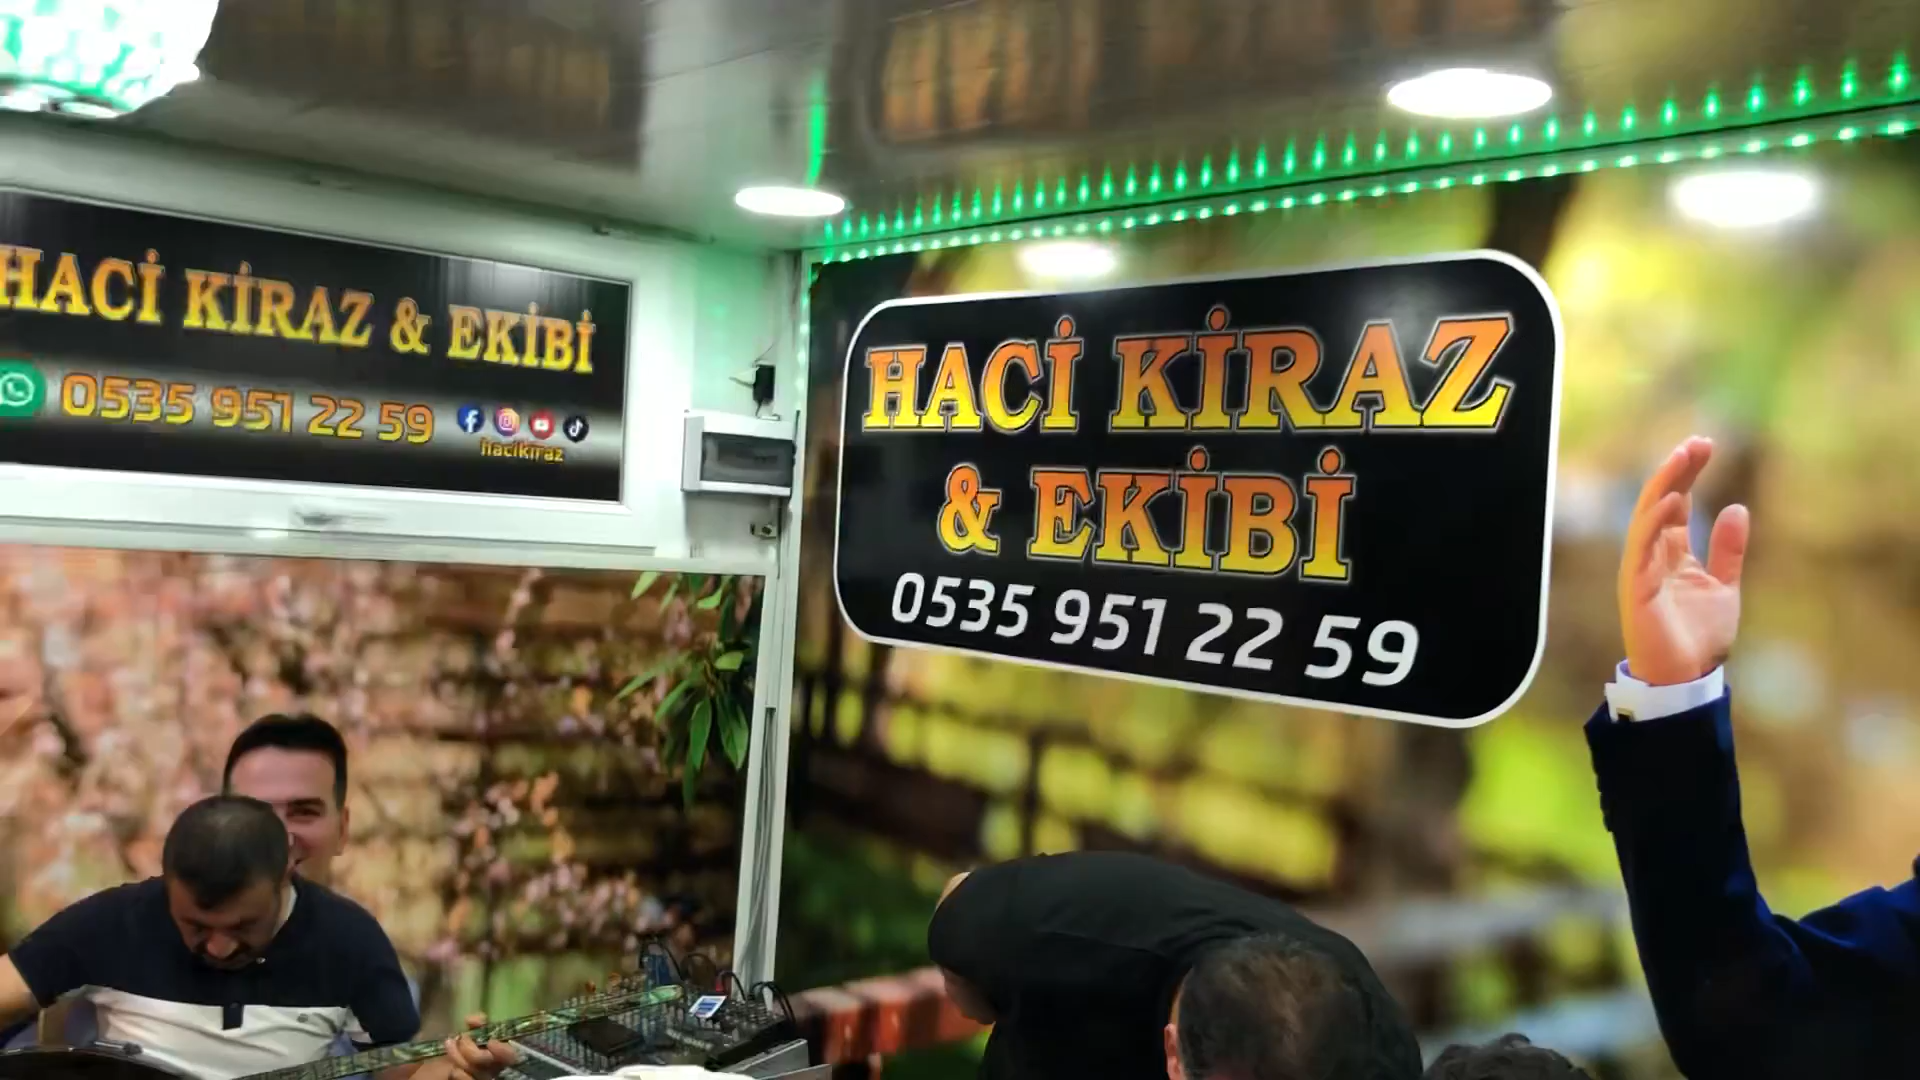 HACİ KİRAZ & EKİBİ
0535 951 22 59
hacikiraz
HACİ KİRAZ
& EKİBİ
0535 951 22 59